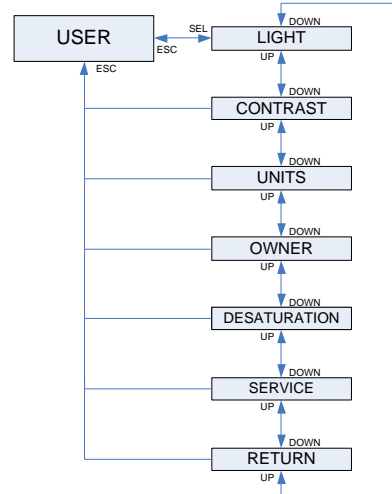 USER
SEL
ESC
ESC
DOWN
LIGHT
UP
DOWN
CONTRAST
UP
DOWN
UNITS
UP
DOWN
OWNER
UP
DOWN
DESATURATION
UP
DOWN
SERVICE
UP
DOWN
RETURN
UP